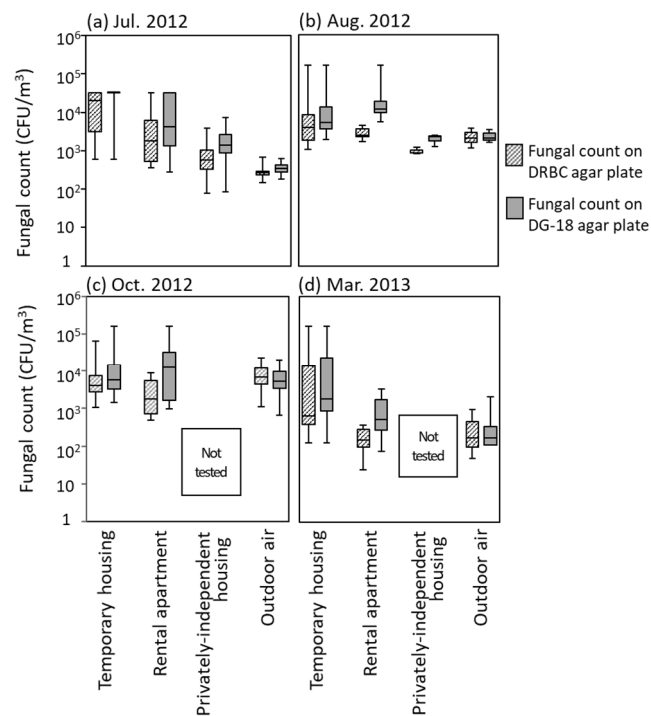 (a) Jul. 2012
(b) Aug. 2012
Fungal count (CFU/m³)
10⁶
10⁵
10⁴
10³
10²
10
1
Fungal count on
DRBC agar plate
Fungal count on
DG-18 agar plate
(c) Oct. 2012
(d) Mar. 2013
Fungal count (CFU/m³)
10⁶
10⁵
10⁴
10³
10²
10
1
Not
tested
Not
tested
Temporary housing
Rental apartment
Privately-independent
housing
Outdoor air
Temporary housing
Rental apartment
Privately-independent
housing
Outdoor air